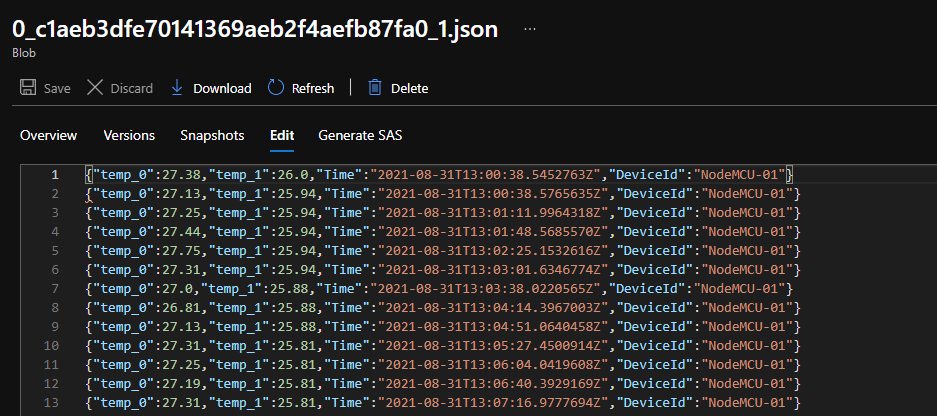 0_c1aeb3dfe70141369aeb2f4aefb87fa0_1.json ...
Blob
Save Discard Download Refresh Delete
Overview Versions Snapshots Edit Generate SAS
1 {"temp_0":27.38,"temp_1":26.0,"Time":"2021-08-31T13:00:38.5452763Z","DeviceId":"NodeMCU-01"}
2 {"temp_0":27.13,"temp_1":25.94,"Time":"2021-08-31T13:00:38.5765635Z","DeviceId":"NodeMCU-01"}
3 {"temp_0":27.25,"temp_1":25.94,"Time":"2021-08-31T13:01:11.9964318Z","DeviceId":"NodeMCU-01"}
4 {"temp_0":27.44,"temp_1":25.94,"Time":"2021-08-31T13:01:48.5685570Z","DeviceId":"NodeMCU-01"}
5 {"temp_0":27.75,"temp_1":25.94,"Time":"2021-08-31T13:02:25.1532616Z","DeviceId":"NodeMCU-01"}
6 {"temp_0":27.31,"temp_1":25.94,"Time":"2021-08-31T13:03:01.6346774Z","DeviceId":"NodeMCU-01"}
7 {"temp_0":27.0,"temp_1":25.88,"Time":"2021-08-31T13:03:38.0220565Z","DeviceId":"NodeMCU-01"}
8 {"temp_0":26.81,"temp_1":25.88,"Time":"2021-08-31T13:04:14.3967003Z","DeviceId":"NodeMCU-01"}
9 {"temp_0":27.13,"temp_1":25.88,"Time":"2021-08-31T13:04:51.0640458Z","DeviceId":"NodeMCU-01"}
10 {"temp_0":27.31,"temp_1":25.81,"Time":"2021-08-31T13:05:27.4500914Z","DeviceId":"NodeMCU-01"}
11 {"temp_0":27.25,"temp_1":25.81,"Time":"2021-08-31T13:06:04.0419608Z","DeviceId":"NodeMCU-01"}
12 {"temp_0":27.19,"temp_1":25.81,"Time":"2021-08-31T13:06:40.3929169Z","DeviceId":"NodeMCU-01"}
13 {"temp_0":27.31,"temp_1":25.81,"Time":"2021-08-31T13:07:16.9777694Z","DeviceId":"NodeMCU-01"}